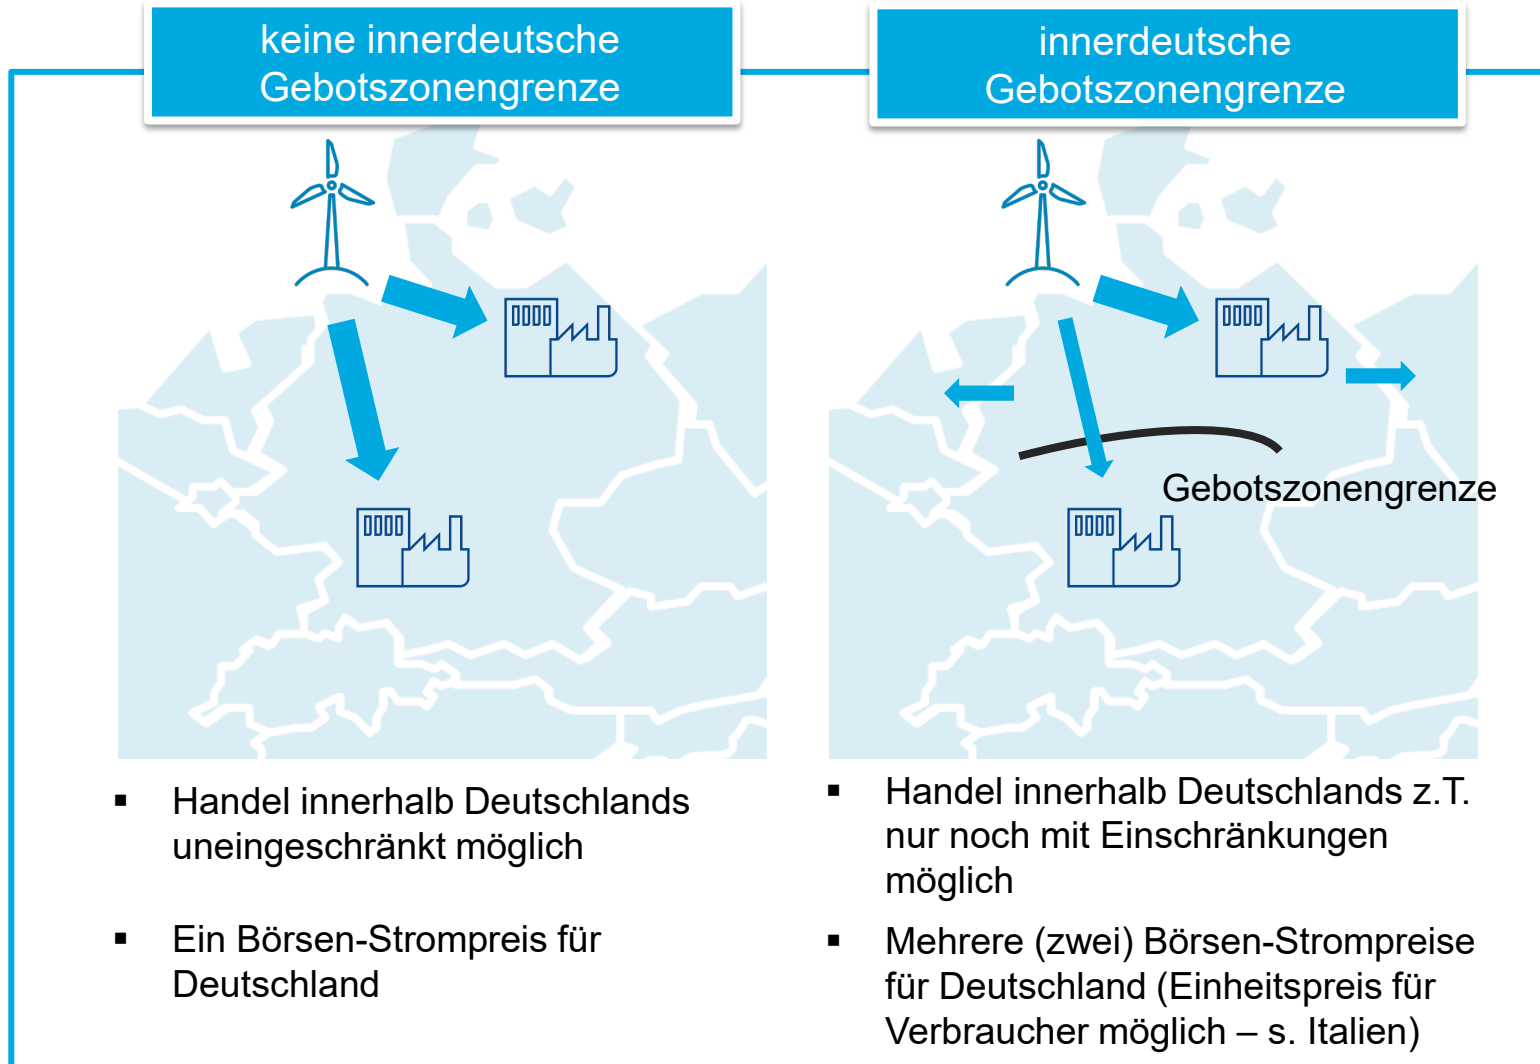 keine innerdeutsche
Gebotszonengrenze
▪ Handel innerhalb Deutschlands
uneingeschränkt möglich
▪ Ein Börsen-Strompreis für
Deutschland
innerdeutsche
Gebotszonengrenze
Gebotszonengrenze
▪ Handel innerhalb Deutschlands z.T.
nur noch mit Einschränkungen
möglich
▪ Mehrere (zwei) Börsen-Strompreise
für Deutschland (Einheitspreis für
Verbraucher möglich – s. Italien)